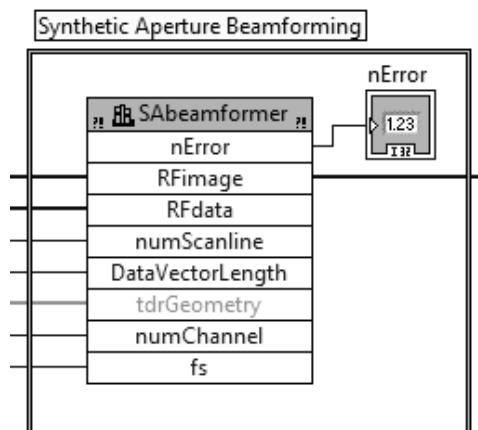 Synthetic Aperture Beamforming
nError
?! SAbeamformer ?!
nError
1.23
I32
RFimage
RFdata
numScanline
DataVectorLength
tdrGeometry
numChannel
fs